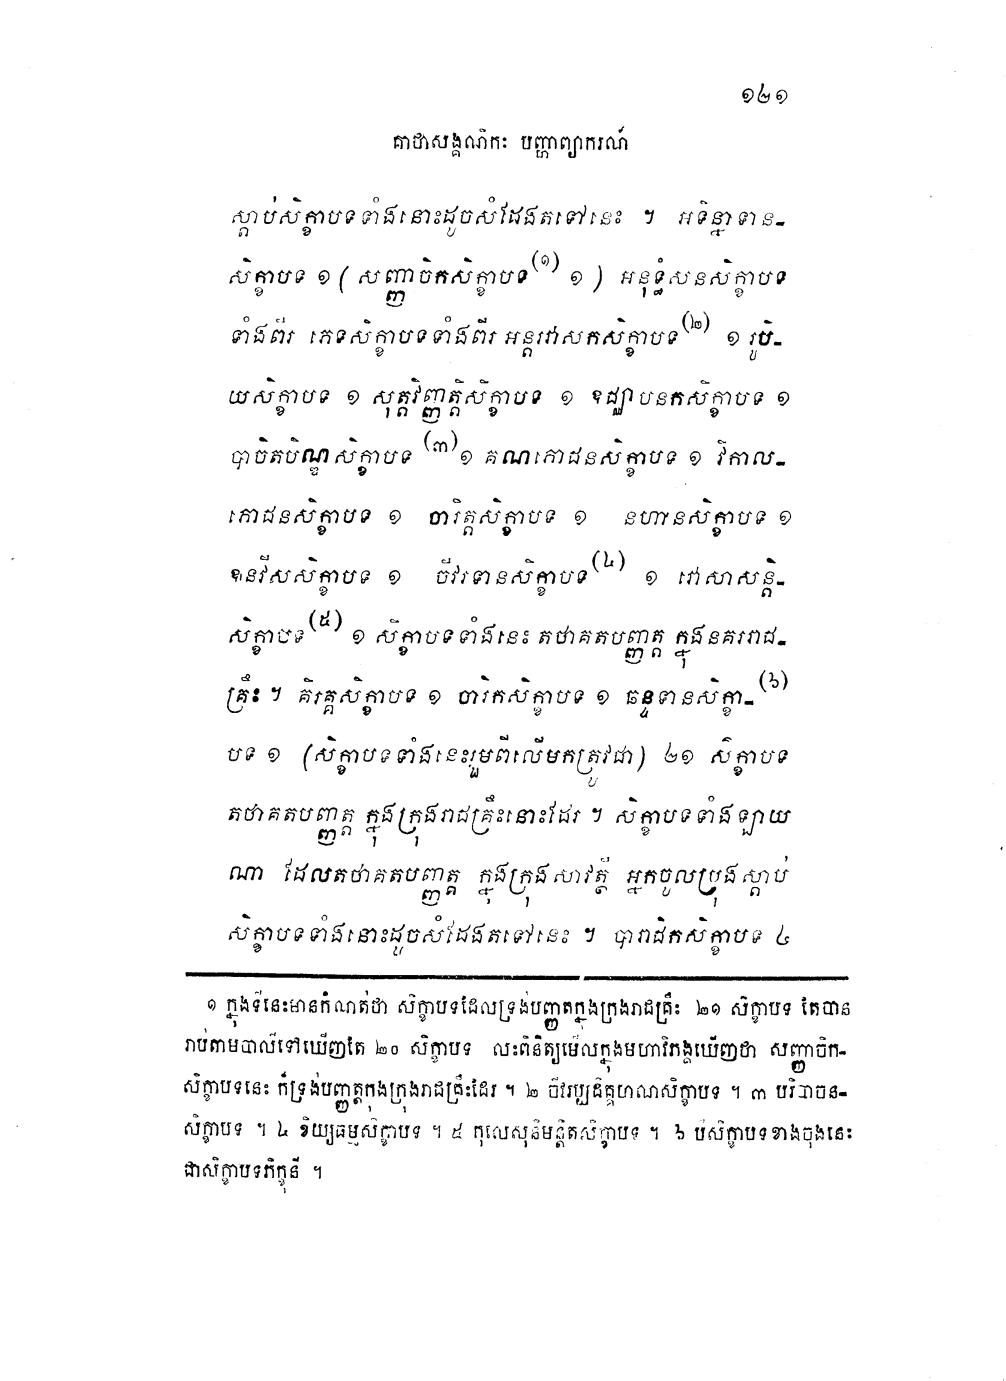 ១២១
គាថាសង្គណិកៈ បញ្ហាព្យាករណ៍
ស្តាប់សិក្ខាបទទាំងនោះដូចសំដែងតទៅនេះ ។ អទិន្នាទាន-
សិក្ខាបទ ១ ( សញ្ញាចិកសិក្ខាបទ(១) ១ ) អនុទ្ធំសនសិក្ខាបទ
ទាំងពីរ ភេទសិក្ខាបទទាំងពីរ អន្តរវាសកសិក្ខាបទ(២) ១ រូបិ-
យសិក្ខាបទ ១ សុត្តវិញ្ញត្តិសិក្ខាបទ ១ ឧជ្ឈាបនកសិក្ខាបទ ១
បាចិតបិណ្ឌសិក្ខាបទ (៣) ១ គណភោជនសិក្ខាបទ ១ វិកាល-
ភោជនសិក្ខាបទ ១ ចារិត្តសិក្ខាបទ ១ នហានសិក្ខាបទ ១
ឩនវីសសិក្ខាបទ ១ ចីវរទានសិក្ខាបទ(៤) ១ វោសាសន្តិ-
សិក្ខាបទ(៥) ១ សិក្ខាបទទាំងនេះ តថាគតបញ្ញត្ត ក្នុងនគររាជ-
គ្រឹះ ។ គិរគ្គសិក្ខាបទ ១ ចារិកសិក្ខាបទ ១ ឆន្ទទានសិក្ខា-(៦)
បទ ១ (សិក្ខាបទទាំងនេះរួមពីលើមកត្រូវជា) ២១ សិក្ខាបទ
តថាគតបញ្ញត្ត ក្នុងក្រុងរាជគ្រឹះនោះដែរ ។ សិក្ខាបទទាំងឡាយ
ណា ដែលតថាគតបញ្ញត្ត ក្នុងក្រុងសាវត្ថី អ្នកចូលប្រុងស្តាប់
សិក្ខាបទទាំងនោះដូចសំដែងតទៅនេះ ។ បារាជិកសិក្ខាបទ ៤
១ ក្នុងទីនេះមានកំណត់ថា សិក្ខាបទដែលទ្រង់បញ្ញត្តក្នុងក្រុងរាជគ្រឹះ ២១ សិក្ខាបទ តែបាន
រាប់តាមបាលីទៅឃើញតែ ២០ សិក្ខាបទ លុះពិនិត្យមើលក្នុងមហាវិភង្គឃើញថា សញ្ញាចិក-
សិក្ខាបទនេះ ក៏ទ្រង់បញ្ញត្តក្នុងក្រុងរាជគ្រឹះដែរ ។ ២ ចីវរប្បដិគ្គហណសិក្ខាបទ ។ ៣ បរិបាចន-
សិក្ខាបទ ។ ៤ ខិយ្យធម្មសិក្ខាបទ ។ ៥ កុលេសុនិមន្តិតសិក្ខាបទ ។ ៦ ប៉សិក្ខាបទខាងចុងនេះ
ជាសិក្ខាបទភិក្ខុនី ។